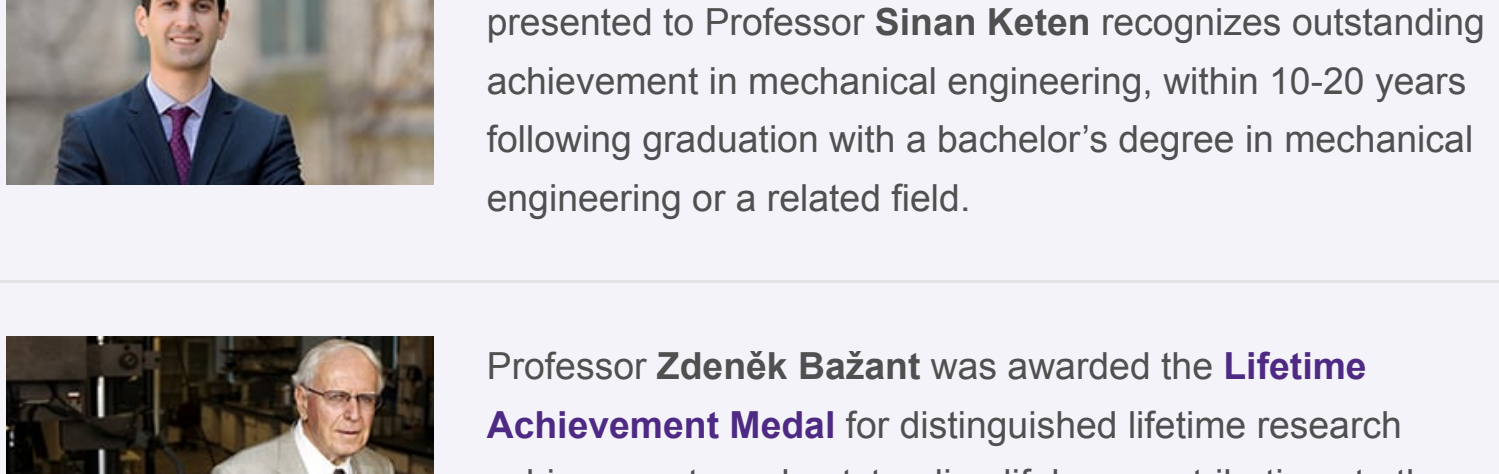 presented to Professor Sinan Keten recognizes outstanding
achievement in mechanical engineering, within 10-20 years
following graduation with a bachelor’s degree in mechanical
engineering or a related field.
Professor Zdeněk Bažant was awarded the Lifetime
Achievement Medal for distinguished lifetime research